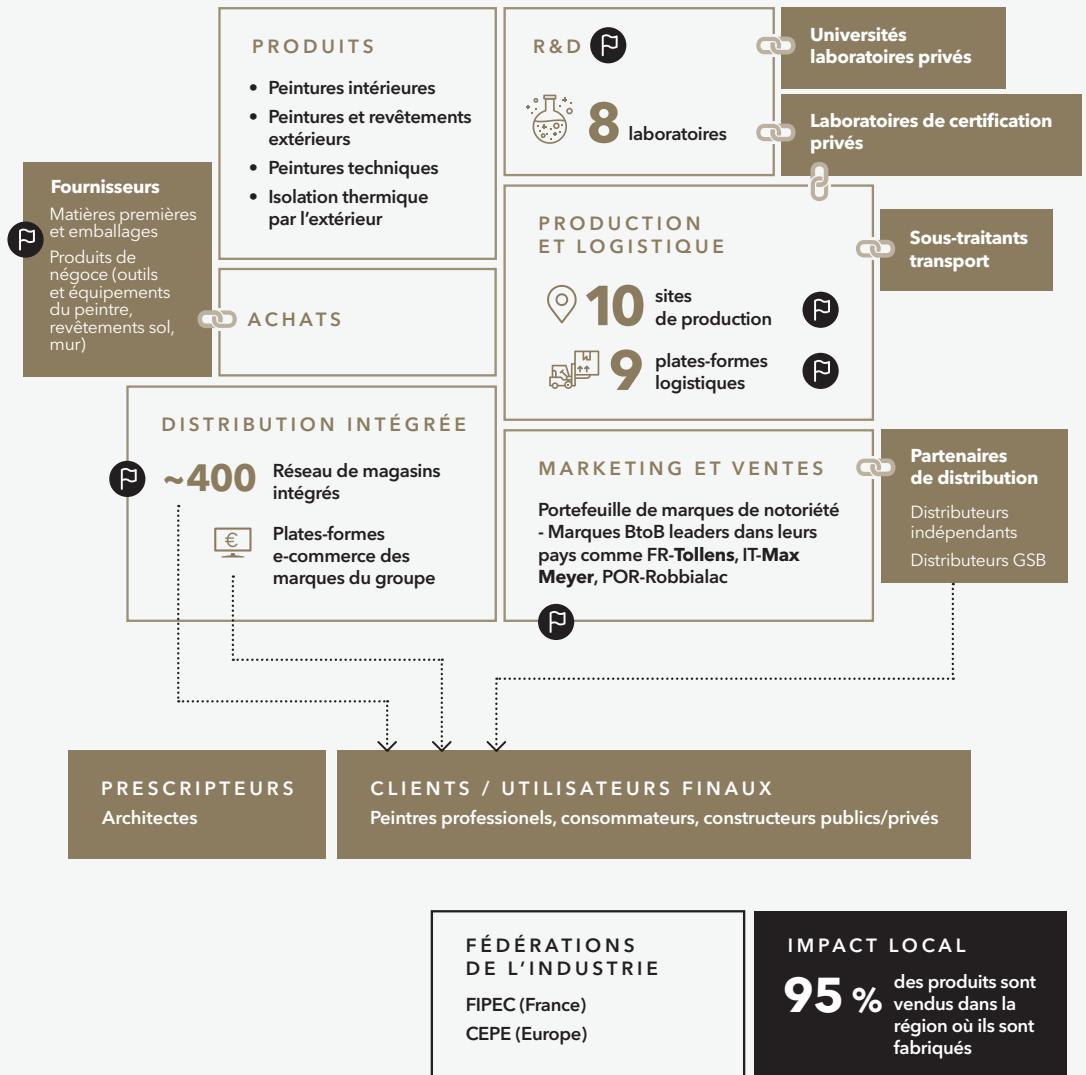 PRODUITS
• Peintures intérieures
• Peintures et revêtements
extérieurs
• Peintures techniques
• Isolation thermique
par l'extérieur
R&D
8 laboratoires
Universités
laboratoires privés
Laboratoires de certification
privés
Fournisseurs
Matières premières
et emballages
Produits de
négoce (outils
et équipements
du peintre,
revêtements sol,
mur)
ACHATS
PRODUCTION
ET LOGISTIQUE
10 sites
de production
9 plates-formes
logistiques
Sous-traitants
transport
DISTRIBUTION INTÉGRÉE
~400 Réseau de magasins
intégrés
€
Plates-formes
e-commerce des
marques du groupe
MARKETING ET VENTES
Portefeuille de marques de notoriété
- Marques BtoB leaders dans leurs
pays comme FR-Tollens, IT-Max
Meyer, POR-Robbialac
Partenaires
de distribution
Distributeurs
indépendants
Distributeurs GSB
PRESCRIPTEURS
Architectes
CLIENTS / UTILISATEURS FINAUX
Peintres professionels, consommateurs, constructeurs publics/privés
FÉDÉRATIONS
DE L'INDUSTRIE
FIPEC (France)
CEPE (Europe)
IMPACT LOCAL
95 % des produits sont
vendus dans la
région où ils sont
fabriqués